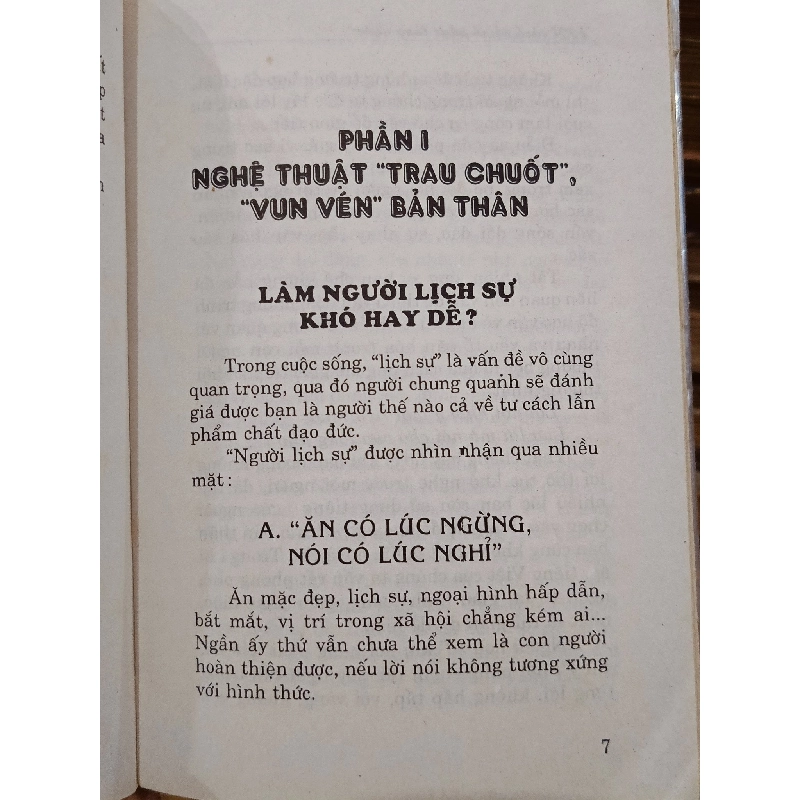 PHẦN I
NGHỆ THUẬT “TRAU CHUỐT”,
“VUN VÉN” BẢN THÂN
LÀM NGƯỜI LỊCH SỰ
KHÓ HAY DỄ?
Trong cuộc sống, “lịch sự” là vấn đề vô cùng
quan trọng, qua đó người chung quanh sẽ đánh
giá được bạn là người thế nào cả về tư cách lẫn
phẩm chất đạo đức.
“Người lịch sự” được nhìn nhận qua nhiều
mặt :
A. “ĂN CÓ LÚC NGỪNG,
NÓI CÓ LÚC NGHỈ”
Ăn mặc đẹp, lịch sự, ngoại hình hấp dẫn,
bắt mắt, vị trí trong xã hội chẳng kém ai...
Ngần ấy thứ vẫn chưa thể xem là con người
hoàn thiện được, nếu lời nói không tương xứng
với hình thức.
7